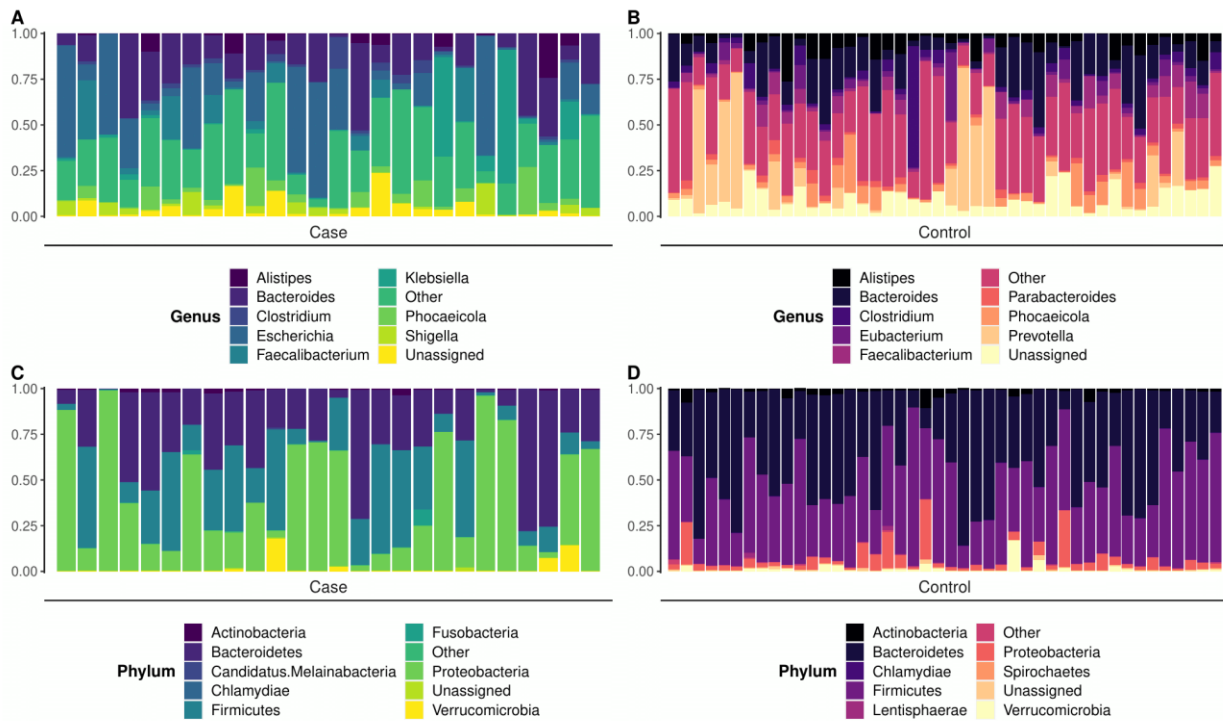 A
1.00
0.75
0.50
0.25
0.00
Case
Genus
Alistipes
Bacteroides
Clostridium
Escherichia
Faecalibacterium
Klebsiella
Other
Phocaeicola
Shigella
Unassigned
B
1.00
0.75
0.50
0.25
0.00
Control
Genus
Alistipes
Bacteroides
Clostridium
Eubacterium
Faecalibacterium
Other
Parabacteroides
Phocaeicola
Prevotella
Unassigned
C
1.00
0.75
0.50
0.25
0.00
Case
Phylum
Actinobacteria
Bacteroidetes
Candidatus.Melainabacteria
Chlamydiae
Firmicutes
Fusobacteria
Other
Proteobacteria
Unassigned
Verrucomicrobia
D
1.00
0.75
0.50
0.25
0.00
Control
Phylum
Actinobacteria
Bacteroidetes
Chlamydiae
Firmicutes
Lentisphaerae
Other
Proteobacteria
Spirochaetes
Unassigned
Verrucomicrobia